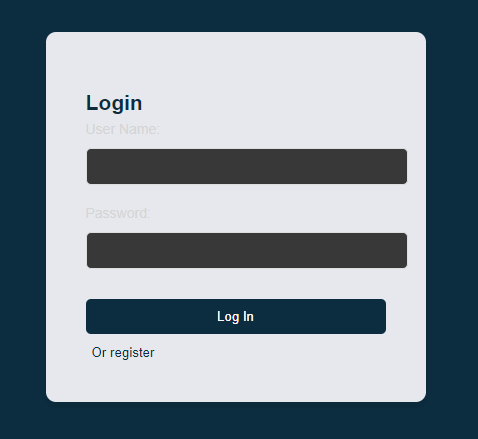 Login
User Name:
Password:
Log In
Or register